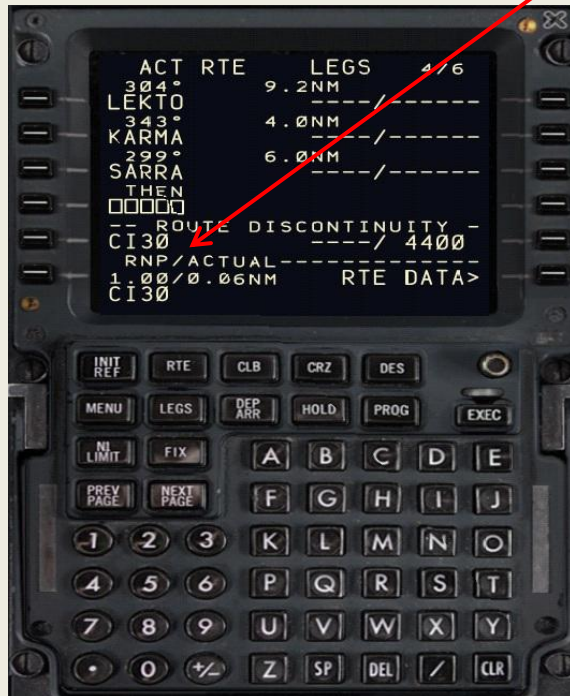 ACT RTE LEGS 4/6
304° 9.2NM
LEKTO ----/------
343° 4.0NM
KARMA ----/------
299° 6.0NM
SARRA ----/------
THEN
□□□□□
-- ROUTE DISCONTINUITY -
CI30 ----/ 4400
RNP/ACTUAL--------------
1.00/0.06NM RTE DATA>
CI30
INIT REF RTE CLB CRZ DES
MENU LEGS DEP ARR HOLD PROG EXEC
N1 LIMIT FIX A B C D E
PREV PAGE NEXT PAGE F G H I J
1 2 3 K L M N O
4 5 6 P Q R S T
7 8 9 U V W X Y
. 0 +/- Z SP DEL / CLR